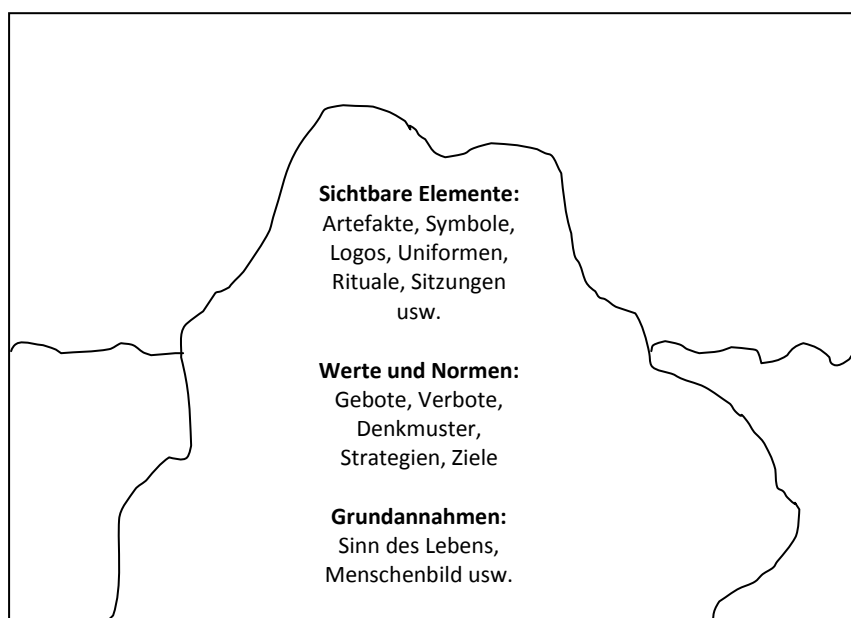 Sichtbare Elemente:
Artefakte, Symbole,
Logos, Uniformen,
Rituale, Sitzungen
usw.
Werte und Normen:
Gebote, Verbote,
Denkmuster,
Strategien, Ziele
Grundannahmen:
Sinn des Lebens,
Menschenbild usw.